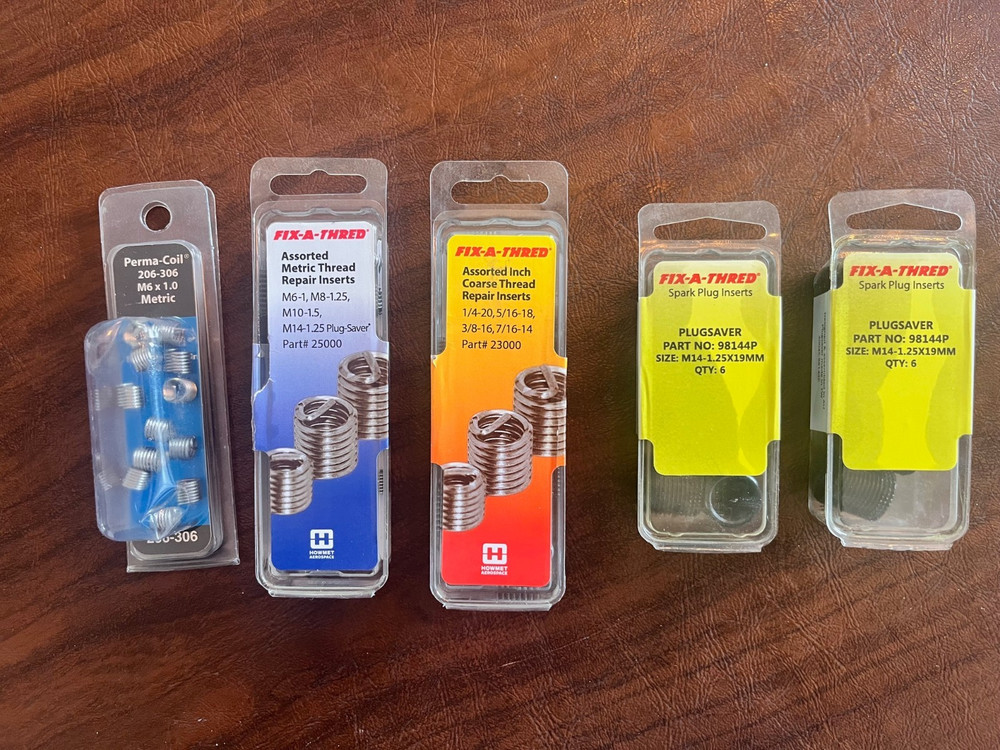 Perma-Coil®
206-306
M6 x 1.0
Metric
206-306
FIX-A-THRED®
Assorted
Metric Thread
Repair Inserts
M6-1, M8-1.25,
M10-1.5,
M14-1.25 Plug-Saver®
Part# 25000
HOWMET
AEROSPACE
FIX-A-THRED®
Assorted Inch
Coarse Thread
Repair Inserts
1/4-20, 5/16-18,
3/8-16, 7/16-14
Part# 23000
HOWMET
AEROSPACE
FIX-A-THRED®
Spark Plug Inserts
PLUGSAVER
PART NO: 98144P
SIZE: M14-1.25X19MM
QTY: 6
FIX-A-THRED®
Spark Plug Inserts
PLUGSAVER
PART NO: 98144P
SIZE: M14-1.25X19MM
QTY: 6